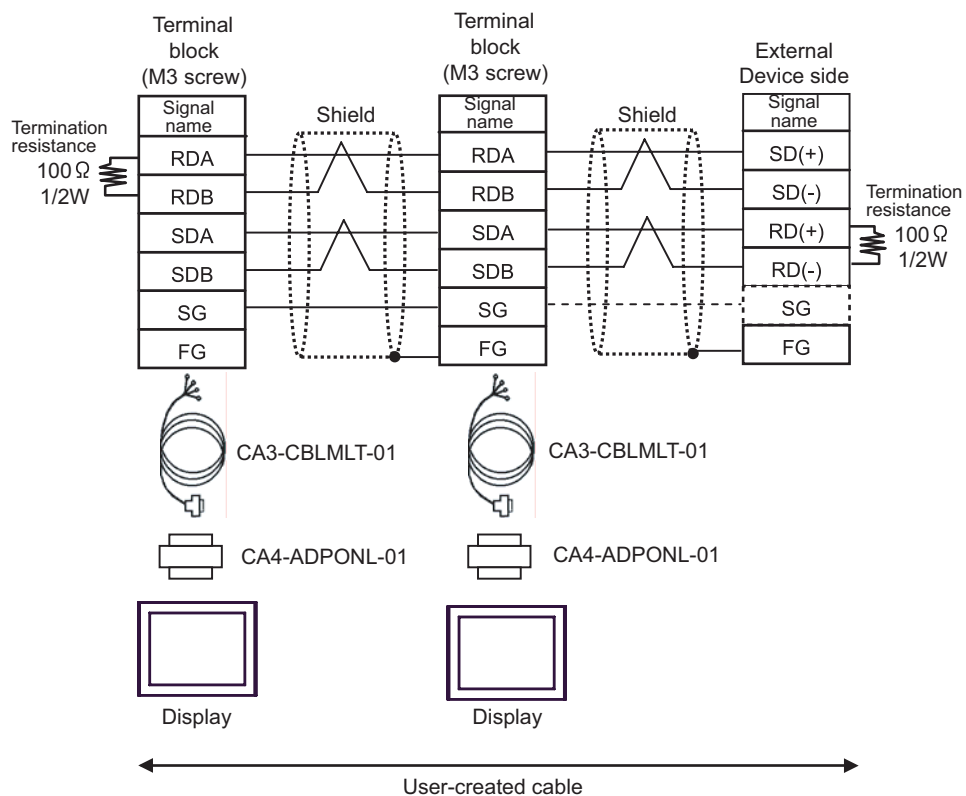 Terminal
block
(M3 screw)
Terminal
block
(M3 screw)
External
Device side
Signal
name
RDA
RDB
SDA
SDB
SG
FG
Termination
resistance
100 Ω
1/2W
Shield
Signal
name
RDA
RDB
SDA
SDB
SG
FG
Shield
Signal
name
SD(+)
SD(-)
RD(+)
RD(-)
SG
FG
Termination
resistance
100 Ω
1/2W
CA3-CBLMLT-01
CA3-CBLMLT-01
CA4-ADPONL-01
CA4-ADPONL-01
Display
Display
User-created cable